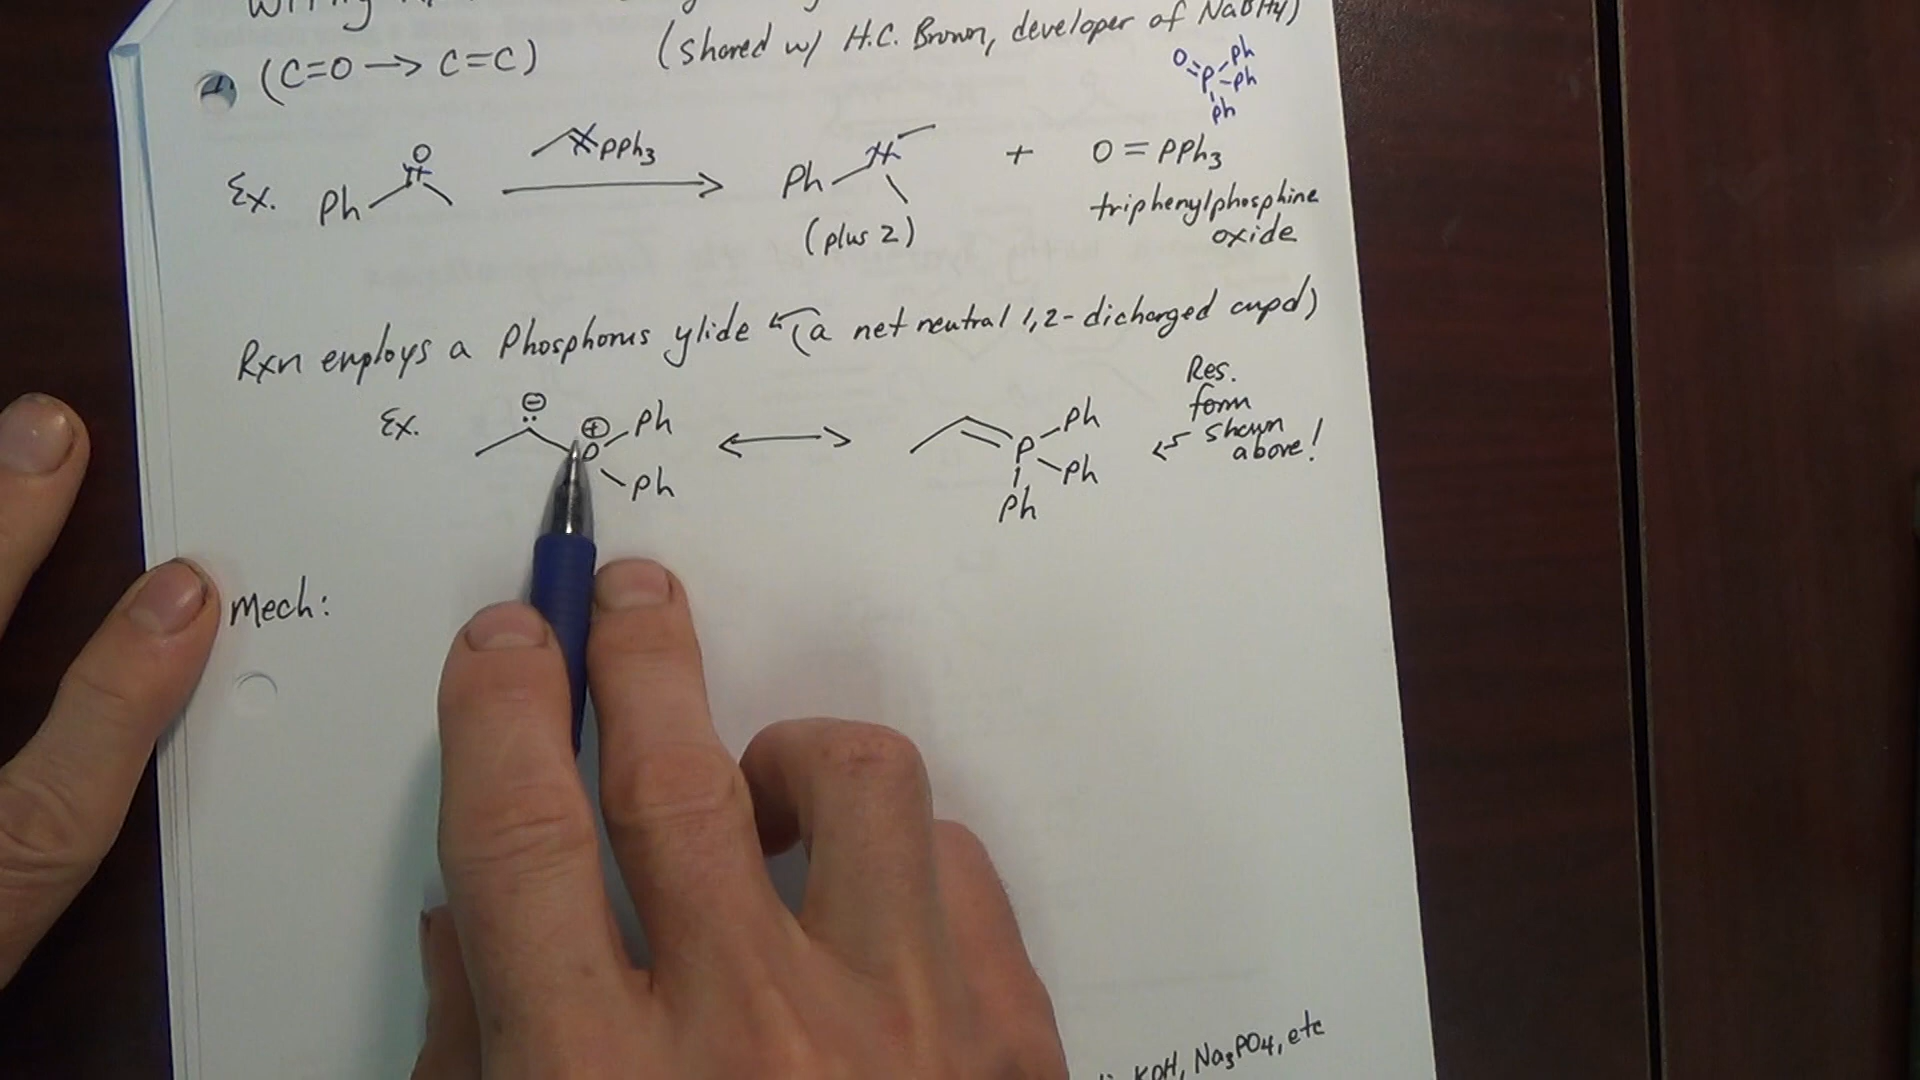 Wittig
(C=O → C=C) (shared w/ H.C. Brown, developer of NaBH4)
O=P Ph
Ph
Ph
Ex. Ph O PPh3 Ph + O = PPh3
(plus 2) triphenylphosphine
oxide
Rxn employs a Phosphorus ylide (a net neutral 1,2-dicharged cmpd)
Ex. ⊖ ⊕ P Ph Ph ↔ P Ph Ph Ph
Res.
form
shown
above!
Mech:
KOH, Na3PO4, etc